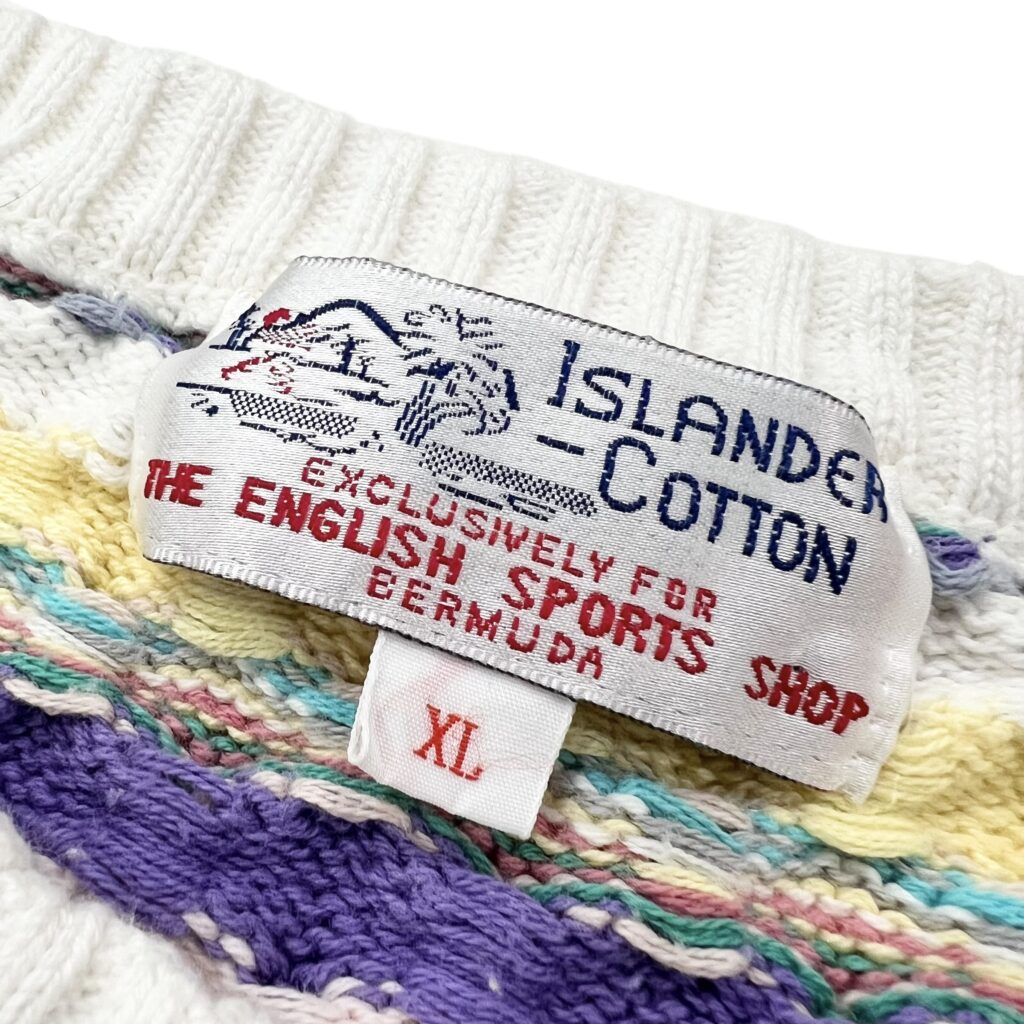 ISLANDER
-COTTON
EXCLUSIVELY FOR
THE ENGLISH SPORTS SHOP
BERMUDA
XL